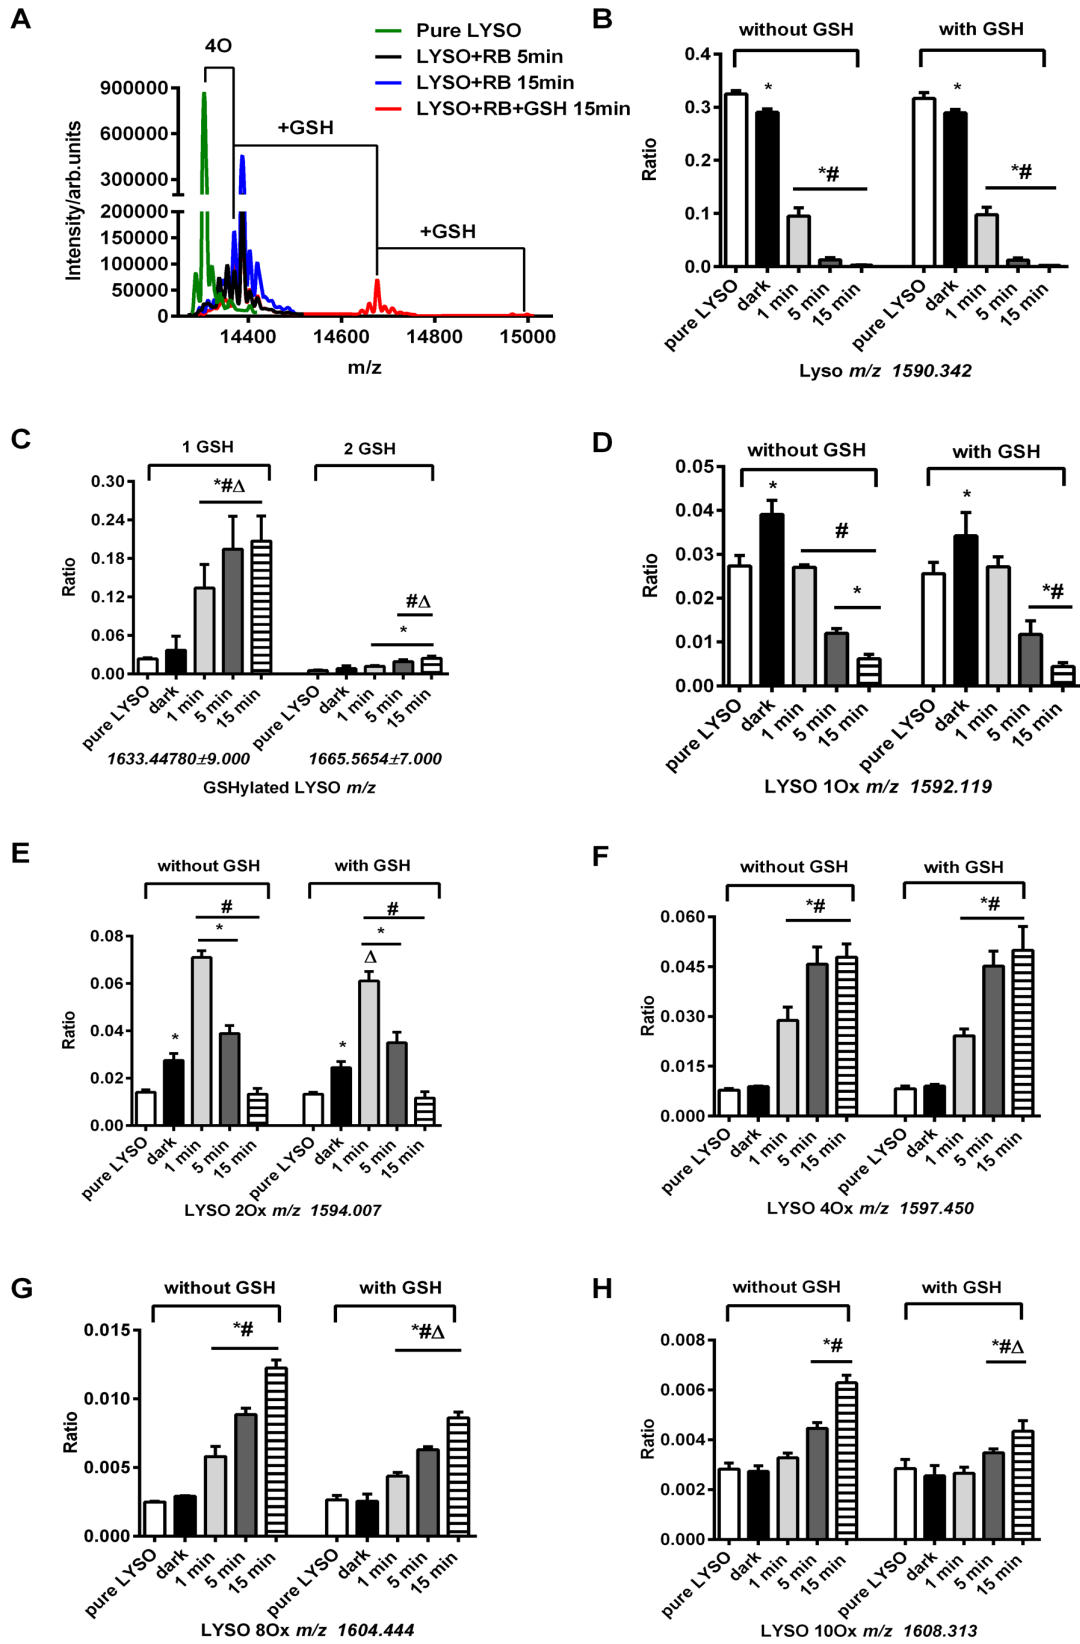 A
4O
+GSH
+GSH
Pure LYSO
LYSO+RB 5min
LYSO+RB 15min
LYSO+RB+GSH 15min
Intensity/arb.units
900000
600000
300000
200000
150000
100000
50000
0
14400 14600 14800 15000
m/z
B
without GSH with GSH
Ratio
0.4
0.3
0.2
0.1
0.0
* *# * *#
pure LYSO dark 1 min 5 min 15 min pure LYSO dark 1 min 5 min 15 min
Lyso m/z 1590.342
C
1 GSH 2 GSH
Ratio
0.30
0.24
0.18
0.12
0.06
0.00
*#Δ
#Δ
*
pure LYSO dark 1 min 5 min 15 min pure LYSO dark 1 min 5 min 15 min
1633.44780±9.000 1665.5654±7.000
GSHylated LYSO m/z
D
without GSH with GSH
Ratio
0.05
0.04
0.03
0.02
0.01
0.00
* # * * *#
pure LYSO dark 1 min 5 min 15 min pure LYSO dark 1 min 5 min 15 min
LYSO 1Ox m/z 1592.119
E
without GSH with GSH
Ratio
0.08
0.06
0.04
0.02
0.00
# #
* *
Δ
* *
pure LYSO dark 1 min 5 min 15 min pure LYSO dark 1 min 5 min 15 min
LYSO 2Ox m/z 1594.007
F
without GSH with GSH
Ratio
0.060
0.045
0.030
0.015
0.000
*# *#
pure LYSO dark 1 min 5 min 15 min pure LYSO dark 1 min 5 min 15 min
LYSO 4Ox m/z 1597.450
G
without GSH with GSH
Ratio
0.015
0.010
0.005
0.000
*# *#Δ
pure LYSO dark 1 min 5 min 15 min pure LYSO dark 1 min 5 min 15 min
LYSO 8Ox m/z 1604.444
H
without GSH with GSH
Ratio
0.008
0.006
0.004
0.002
0.000
*# *#Δ
pure LYSO dark 1 min 5 min 15 min pure LYSO dark 1 min 5 min 15 min
LYSO 10Ox m/z 1608.313